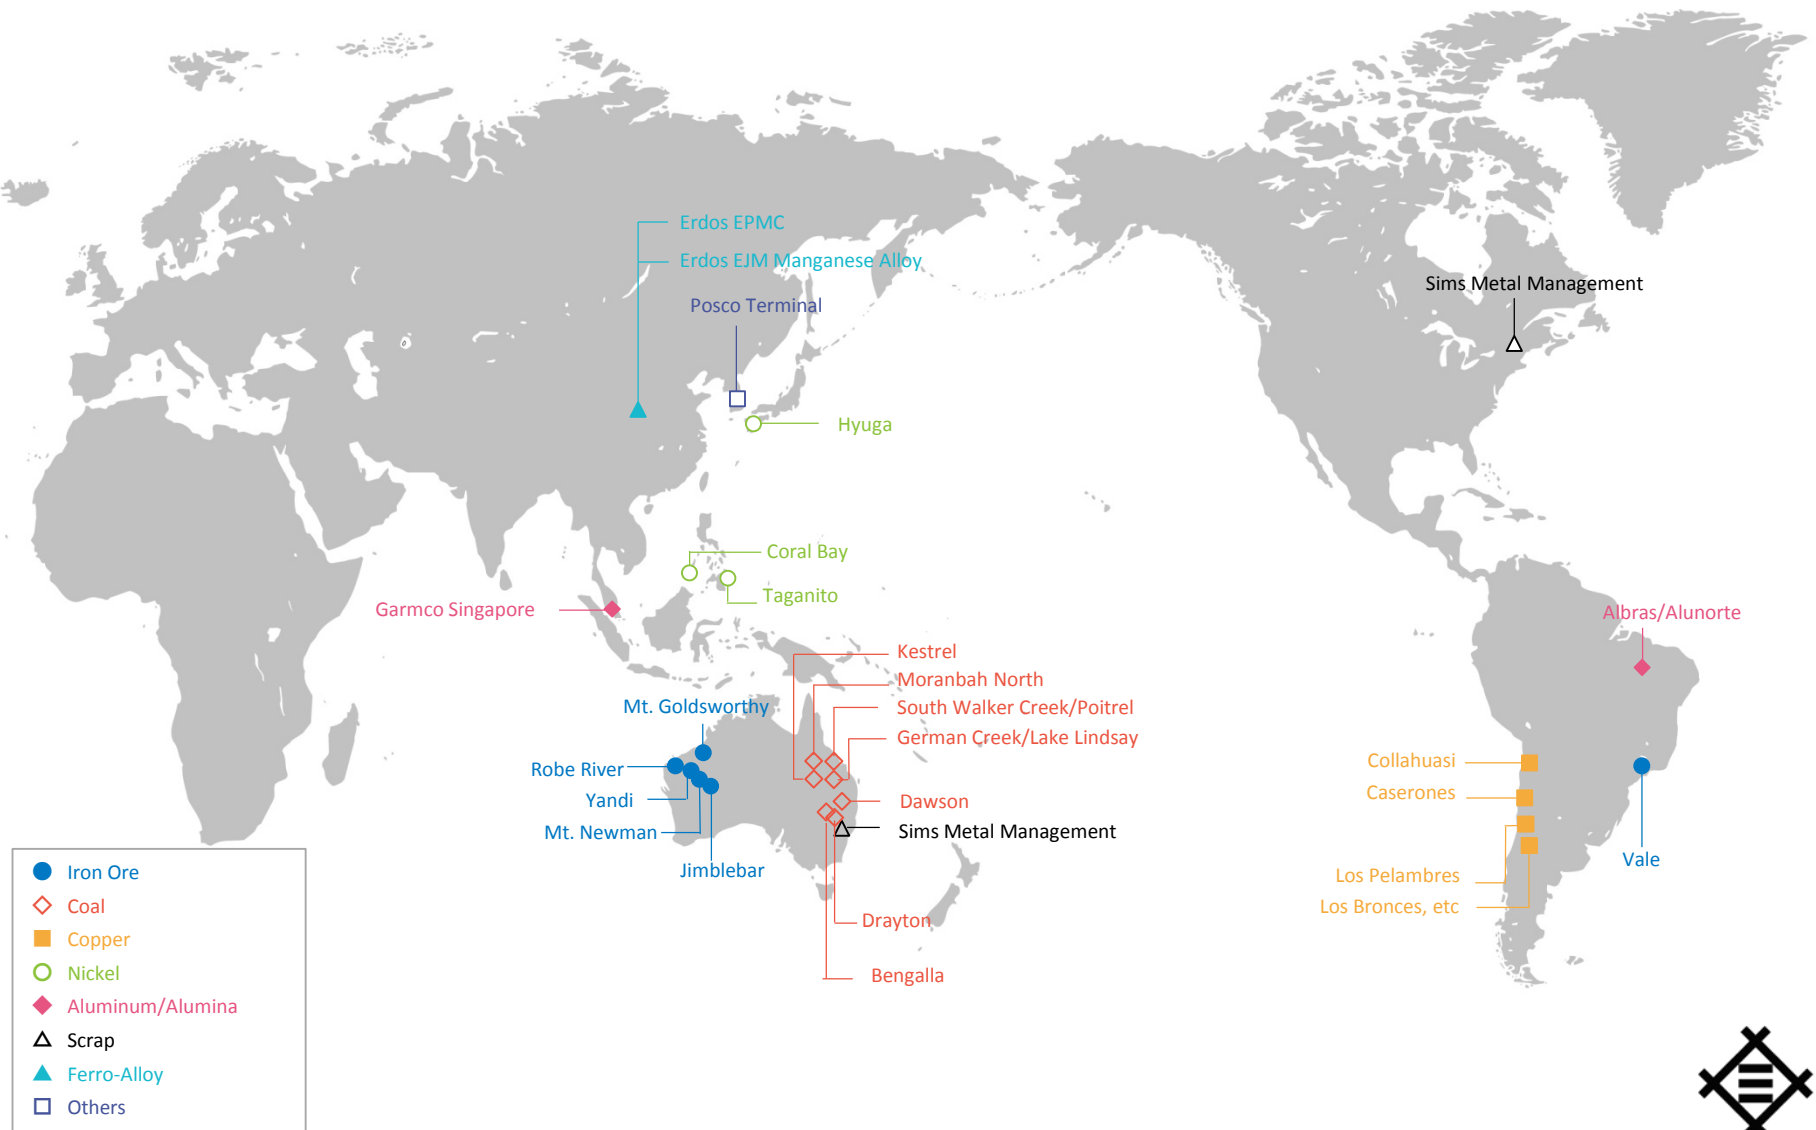 Erdos EPMC
Erdos EJM Manganese Alloy
Posco Terminal
Sims Metal Management
Hyuga
Coral Bay
Taganito
Garmco Singapore
Albras/Alunorte
Kestrel
Moranbah North
South Walker Creek/Poitrel
German Creek/Lake Lindsay
Mt. Goldsworthy
Robe River
Yandi
Mt. Newman
Jimblebar
Dawson
Sims Metal Management
Drayton
Bengalla
Collahuasi
Caserones
Los Pelambres
Los Bronces, etc
Vale
Iron Ore
Coal
Copper
Nickel
Aluminum/Alumina
Scrap
Ferro-Alloy
Others